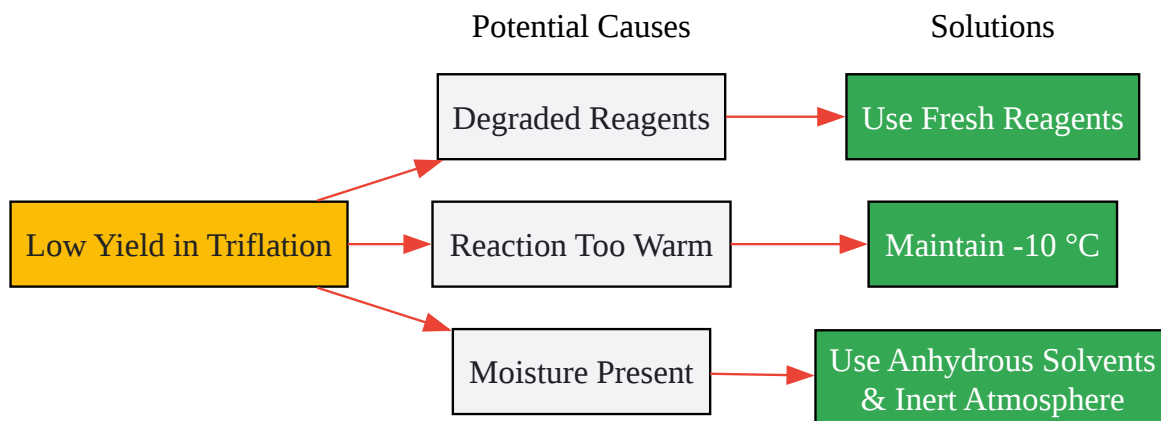 Potential Causes
Solutions
Degraded Reagents
Use Fresh Reagents
Low Yield in Triflation
Reaction Too Warm
Maintain -10 °C
Moisture Present
Use Anhydrous Solvents
& Inert Atmosphere